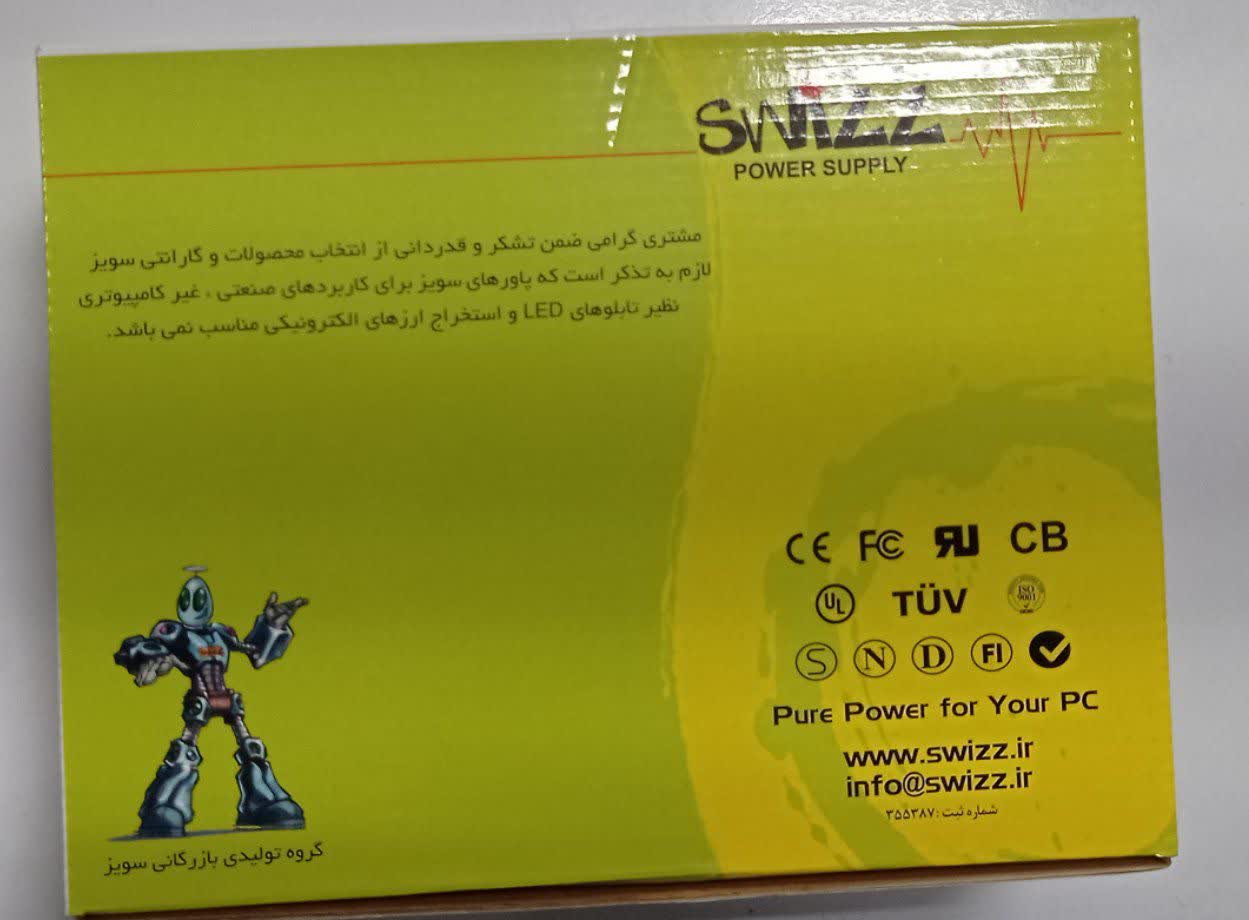 SWIZZ
POWER SUPPLY
مشتری گرامی ضمن تشکر و قدردانی از انتخاب محصولات و گارانتی سویز
لازم به تذکر است که پاورهای سویز برای کاربردهای صنعتی ، غیر کامپیوتری
نظیر تابلوهای LED و استخراج ارزهای الکترونیکی مناسب نمی باشد.
CE FC RU CB
UL TÜV ISO 9001
S N D FI
Pure Power for Your PC
www.swizz.ir
info@swizz.ir
شماره ثبت : ۳۵۵۳۸۷
گروه تولیدی بازرگانی سویز